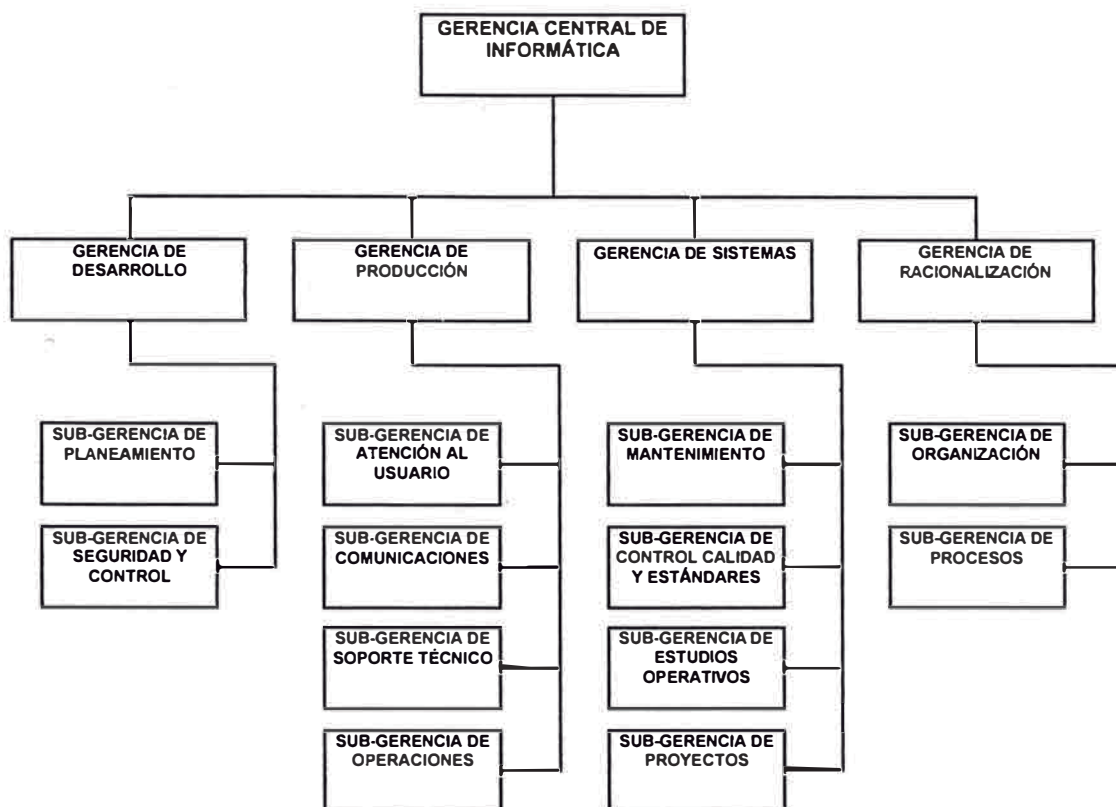 GERENCIA CENTRAL DE
INFORMÁTICA
GERENCIA DE
DESARROLLO
GERENCIA DE
PRODUCCIÓN
GERENCIA DE SISTEMAS
GERENCIA DE
RACIONALIZACIÓN
SUB-GERENCIA DE
PLANEAMIENTO
SUB-GERENCIA DE
SEGURIDAD Y
CONTROL
SUB-GERENCIA DE
ATENCIÓN AL
USUARIO
SUB-GERENCIA DE
COMUNICACIONES
SUB-GERENCIA DE
SOPORTE TÉCNICO
SUB-GERENCIA DE
OPERACIONES
SUB-GERENCIA DE
MANTENIMIENTO
SUB-GERENCIA DE
CONTROL CALIDAD
Y ESTÁNDARES
SUB-GERENCIA DE
ESTUDIOS
OPERATIVOS
SUB-GERENCIA DE
PROYECTOS
SUB-GERENCIA DE
ORGANIZACIÓN
SUB-GERENCIA DE
PROCESOS